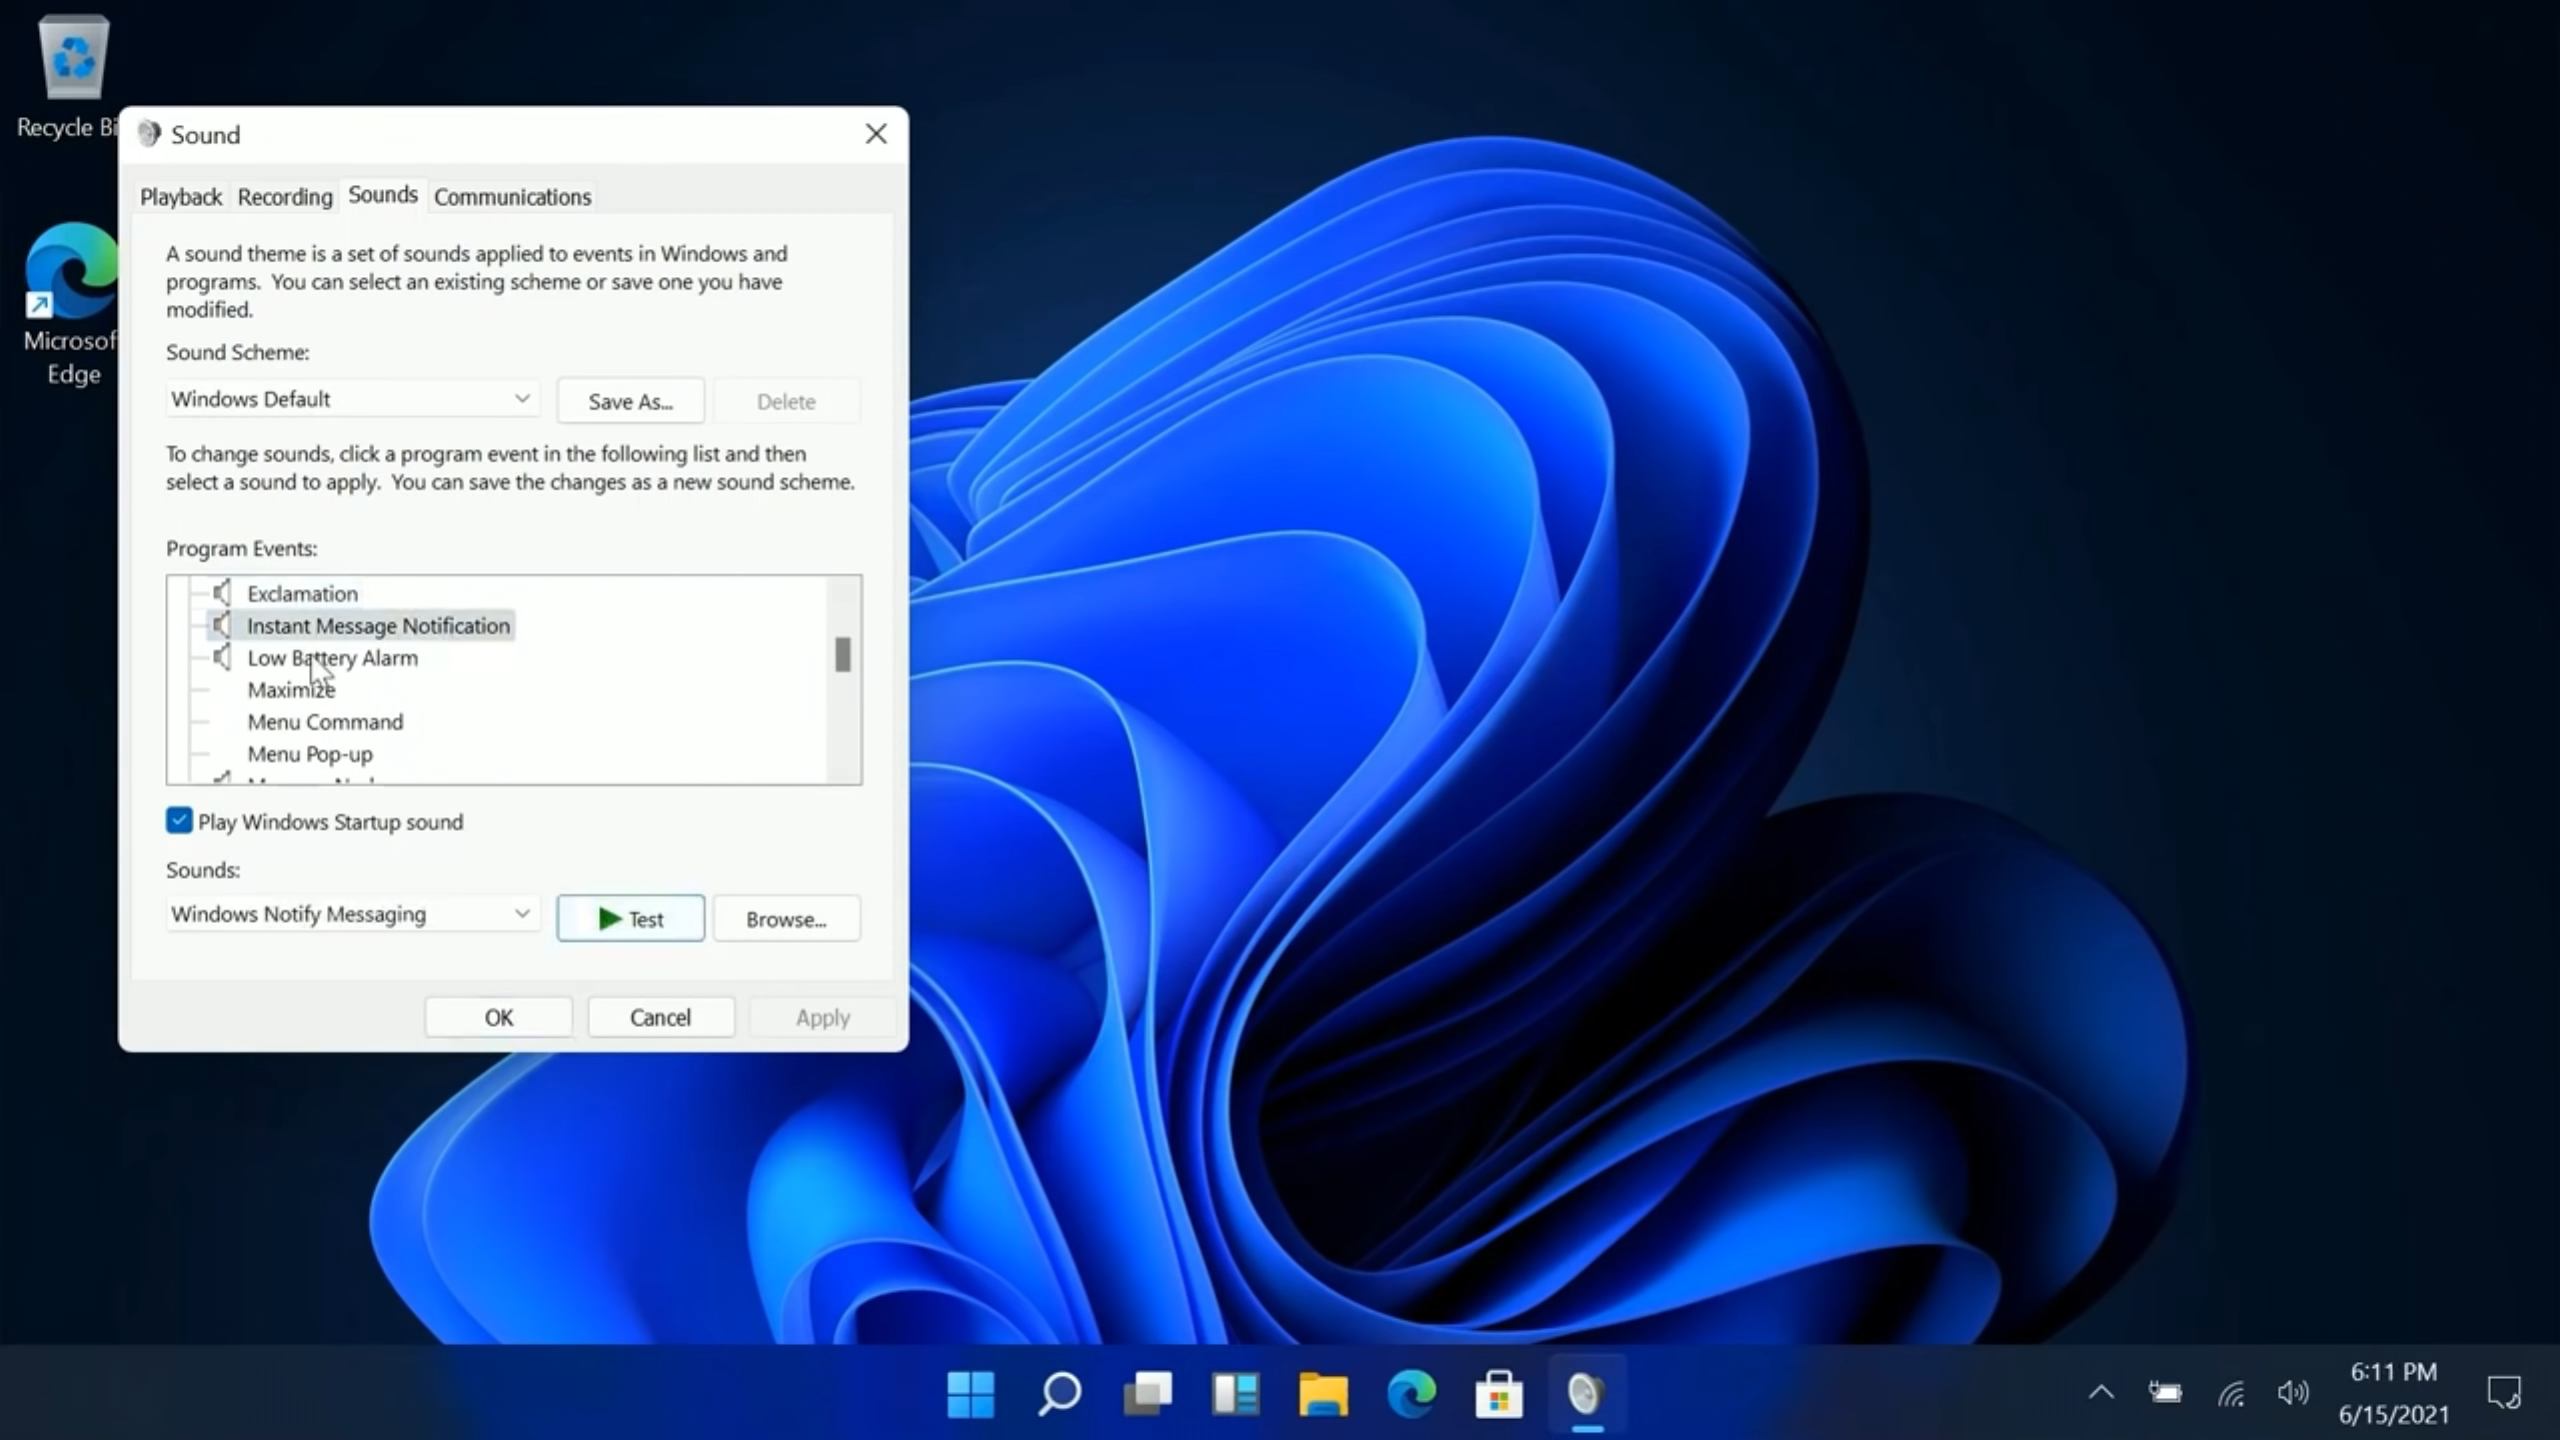 Recycle Bi
Microsof
Edge
Sound
Playback Recording Sounds Communications
A sound theme is a set of sounds applied to events in Windows and
programs. You can select an existing scheme or save one you have
modified.
Sound Scheme:
Windows Default
Save As...
Delete
To change sounds, click a program event in the following list and then
select a sound to apply. You can save the changes as a new sound scheme.
Program Events:
Exclamation
Instant Message Notification
Low Battery Alarm
Maximize
Menu Command
Menu Pop-up
Play Windows Startup sound
Sounds:
Windows Notify Messaging
Test
Browse...
OK
Cancel
Apply
6:11 PM
6/15/2021